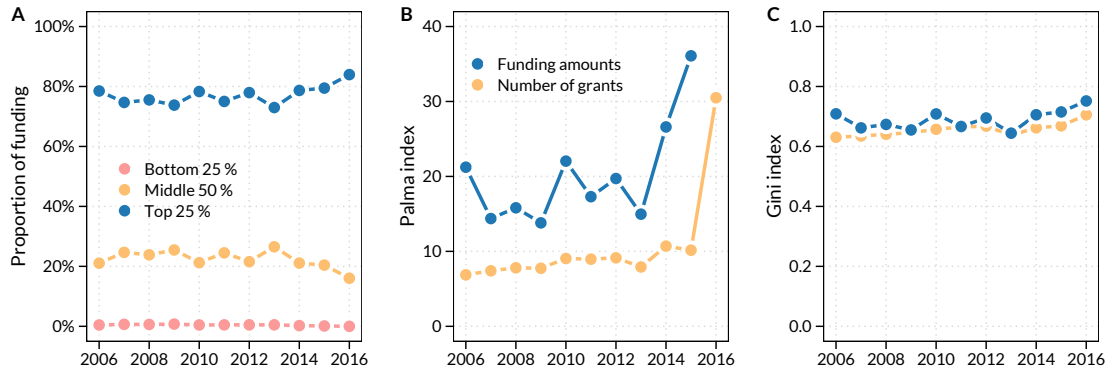 A
Proportion of funding
100%
80%
60%
40%
20%
0%
Bottom 25 %
Middle 50 %
Top 25 %
2006 2008 2010 2012 2014 2016
B
Palma index
40
30
20
10
0
Funding amounts
Number of grants
2006 2008 2010 2012 2014 2016
C
Gini index
1.0
0.8
0.6
0.4
0.2
0.0
2006 2008 2010 2012 2014 2016